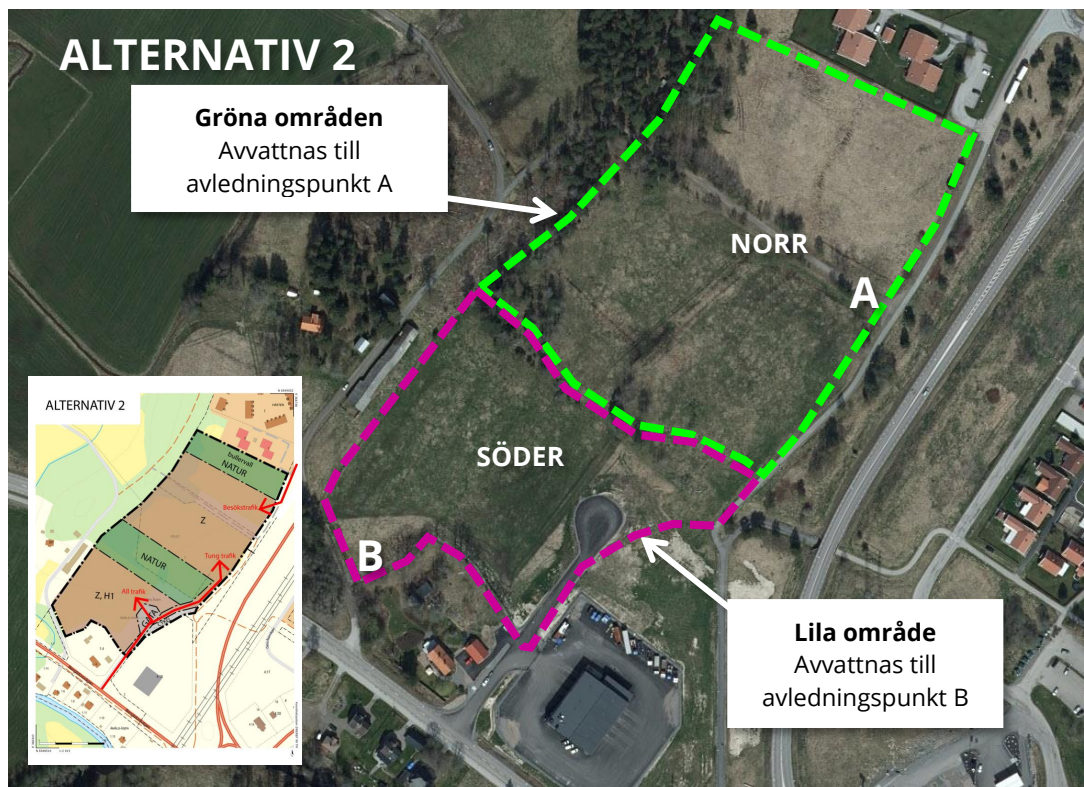 ALTERNATIV 2
Gröna områden
Avvattnas till
avledningspunkt A
NORR
A
SÖDER
B
Lila område
Avvattnas till
avledningspunkt B
ALTERNATIV 2
bullervall
NATUR
Besökstrafik
Z
Tung trafik
NATUR
Z, H1
All trafik
GATA